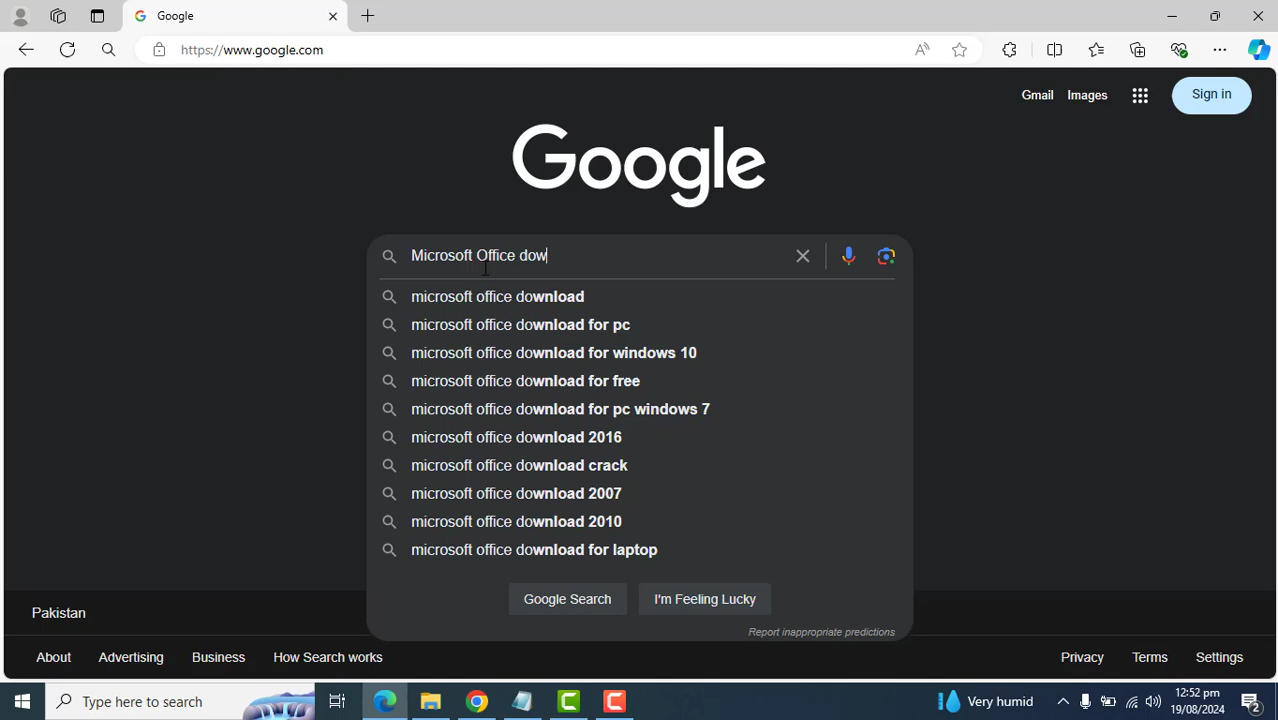 Google
https://www.google.com
Gmail Images Sign in
Google
Microsoft Office dow
microsoft office download
microsoft office download for pc
microsoft office download for windows 10
microsoft office download for free
microsoft office download for pc windows 7
microsoft office download 2016
microsoft office download crack
microsoft office download 2007
microsoft office download 2010
microsoft office download for laptop
Google Search I'm Feeling Lucky
Report inappropriate predictions
Pakistan
About Advertising Business How Search works Privacy Terms Settings
Type here to search Very humid 12:52 pm
19/08/2024 2